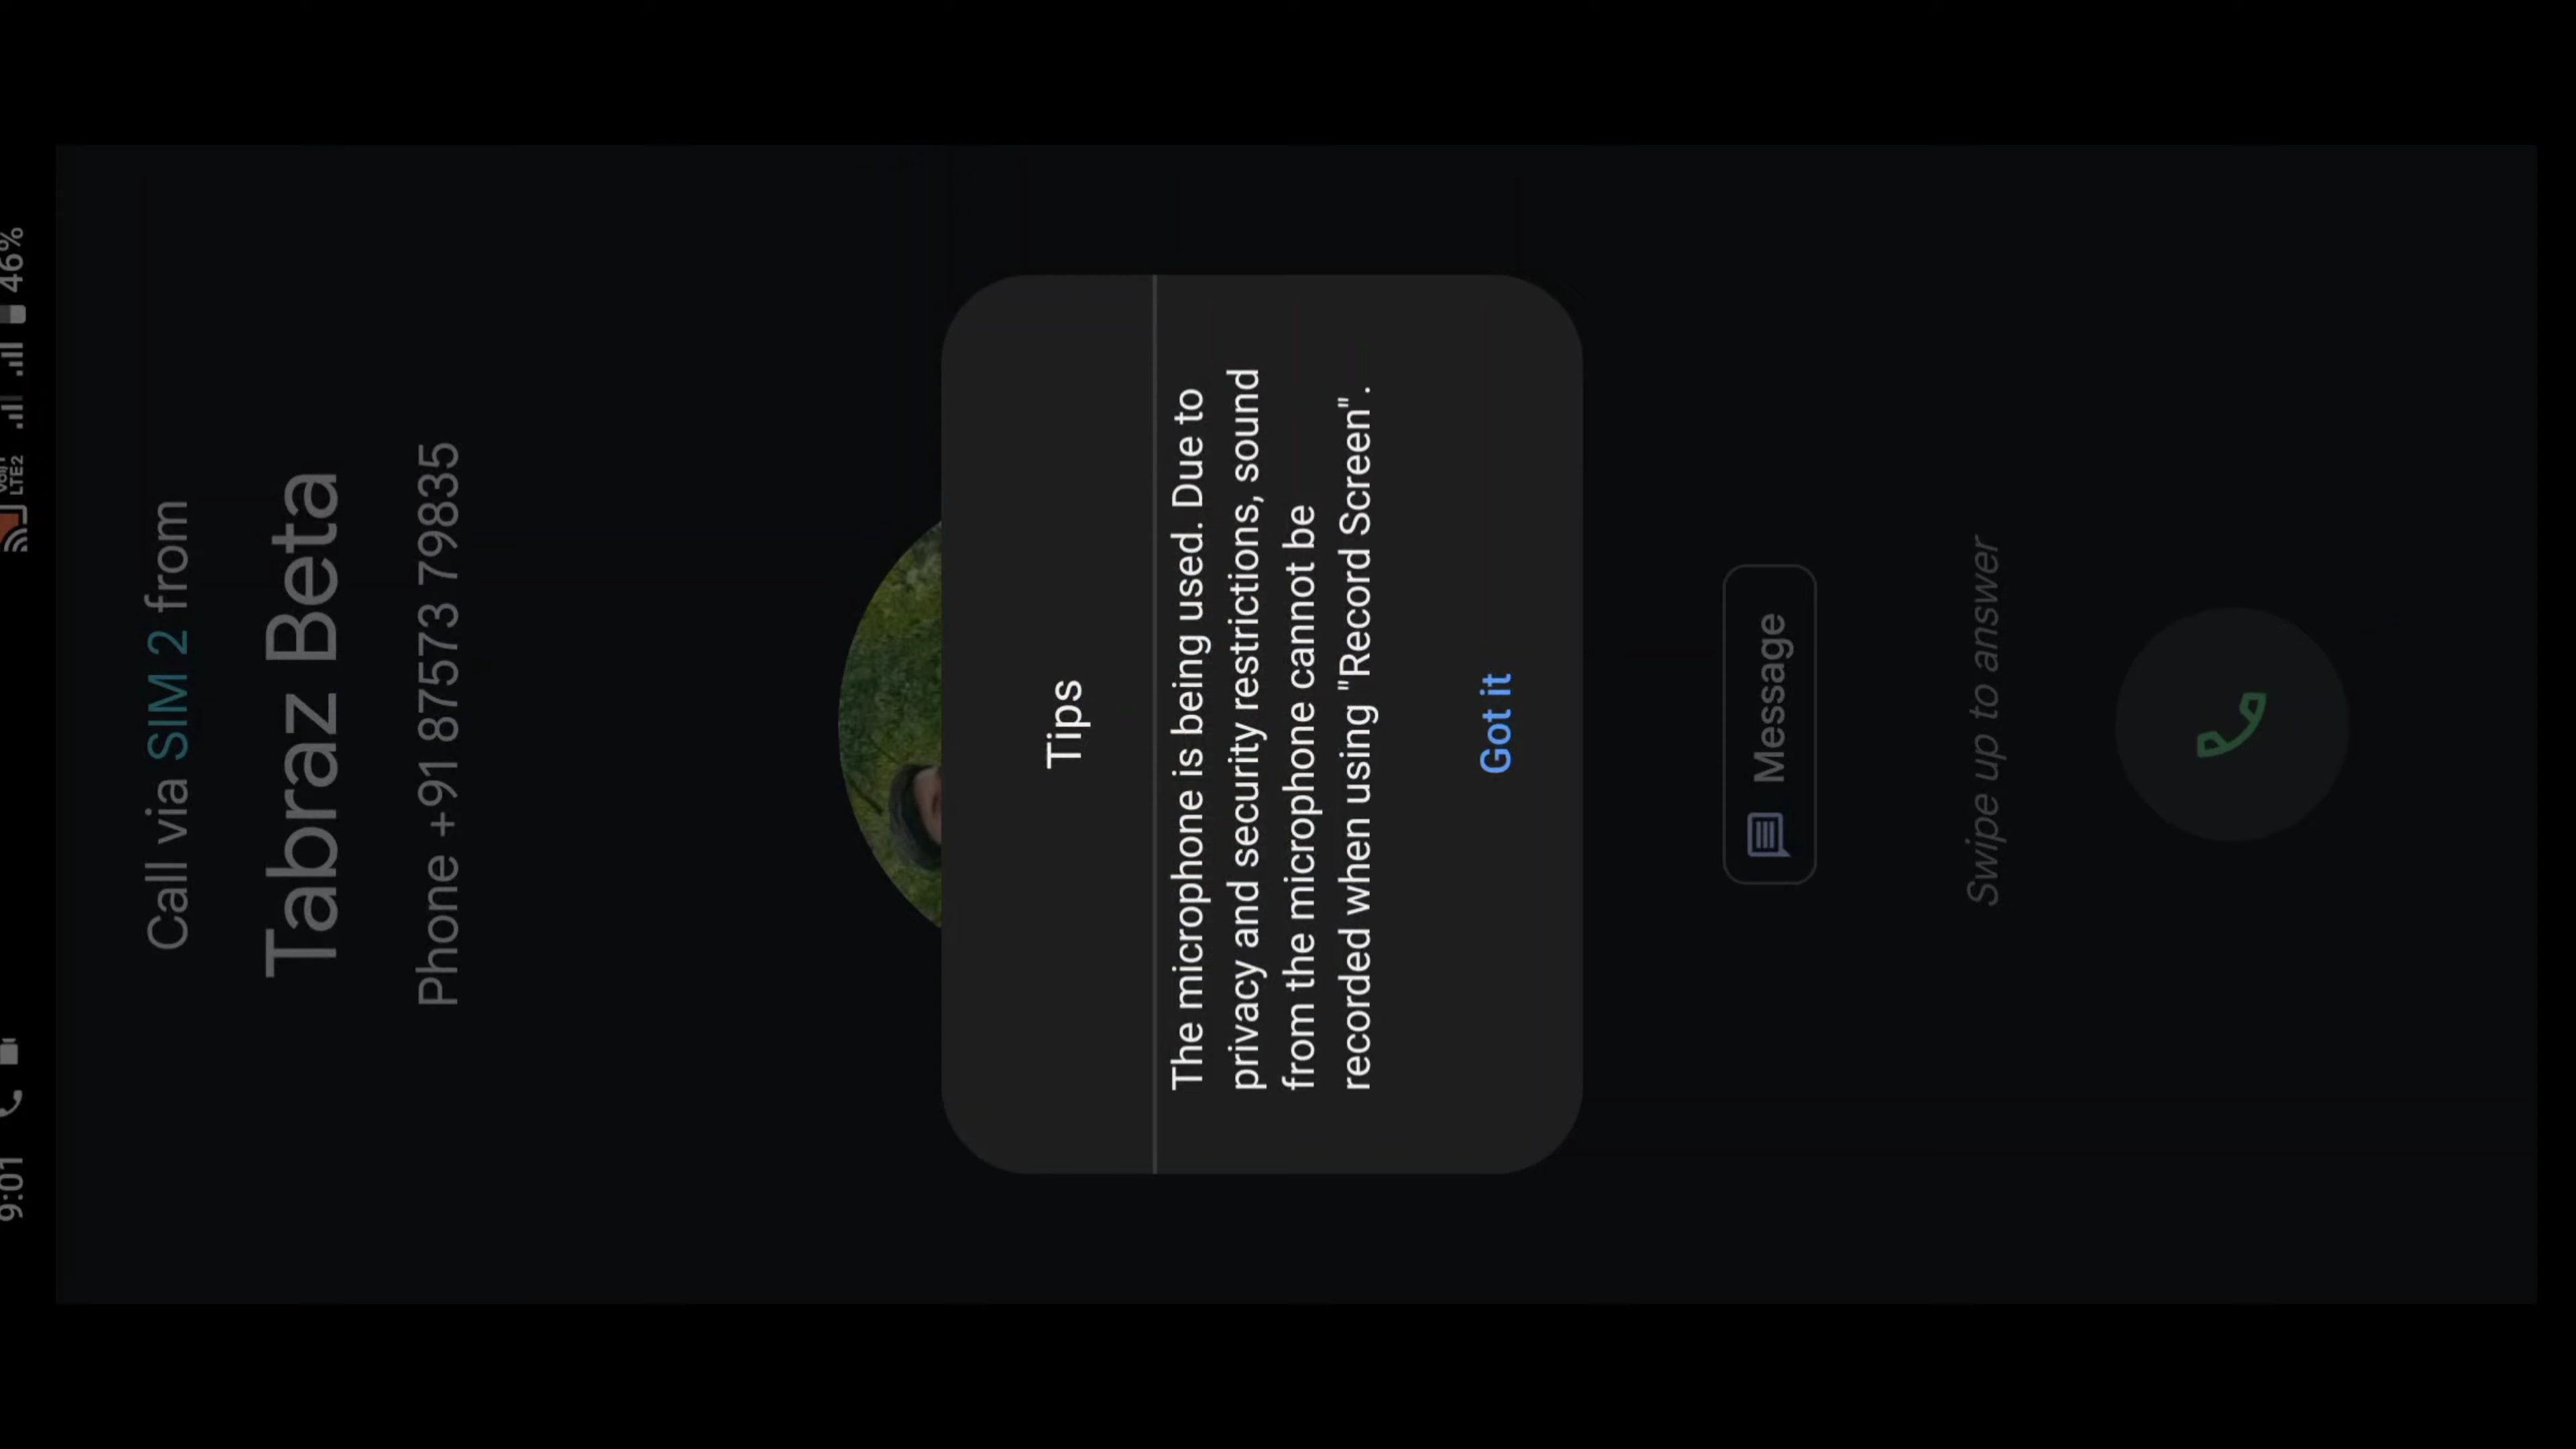 9:01
Vo))
LTE2
46%
Call via SIM 2 from
Tabraz Beta
Phone +91 87573 79835
Tips
The microphone is being used. Due to
privacy and security restrictions, sound
from the microphone cannot be
recorded when using "Record Screen".
Got it
Message
Swipe up to answer